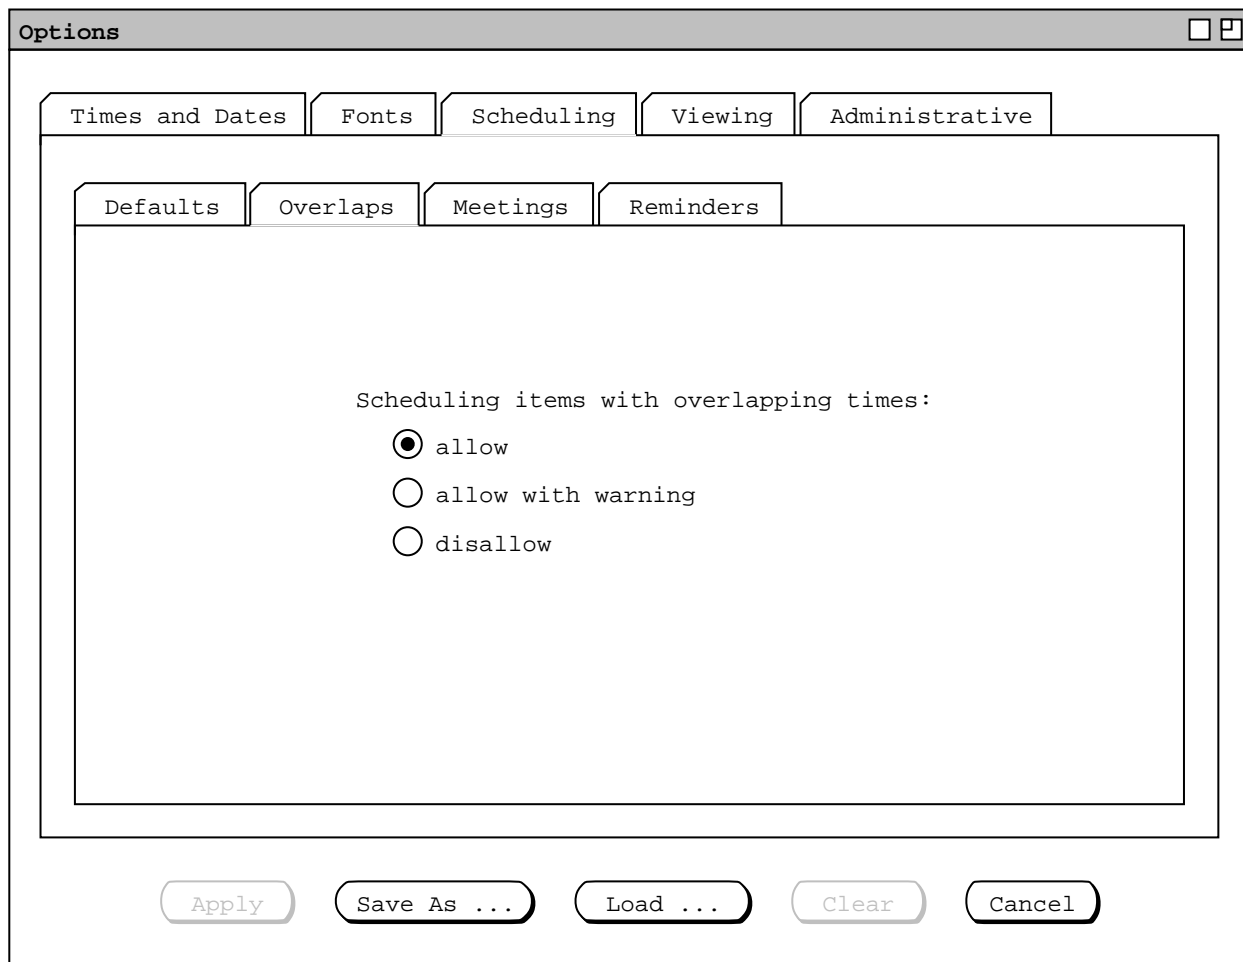 Options
Times and Dates Fonts Scheduling Viewing Administrative
Defaults Overlaps Meetings Reminders
Scheduling items with overlapping times:
allow
allow with warning
disallow
Apply Save As ... Load ... Clear Cancel